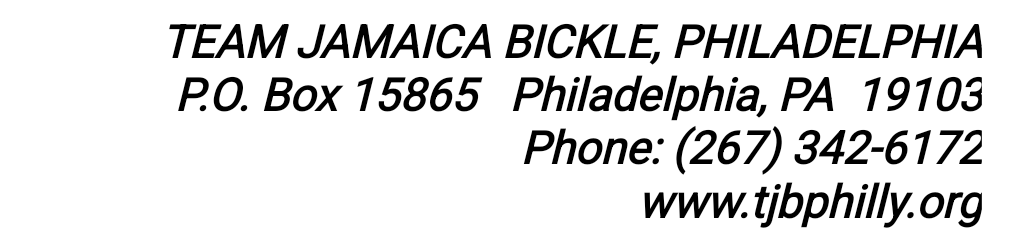 TEAM JAMAICA BICKLE, PHILADELPHIA
P.O. Box 15865 Philadelphia, PA 19103
Phone: (267) 342-6172
www.tjbphilly.org